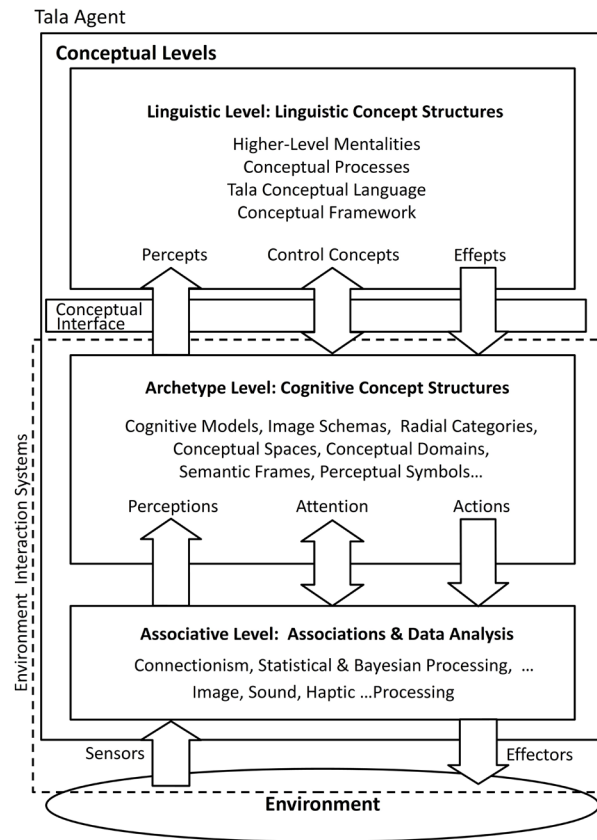 Tala Agent
Conceptual Levels
Linguistic Level: Linguistic Concept Structures
Higher-Level Mentalities
Conceptual Processes
Tala Conceptual Language
Conceptual Framework
Percepts Control Concepts Effepts
Conceptual
Interface
Archetype Level: Cognitive Concept Structures
Cognitive Models, Image Schemas, Radial Categories,
Conceptual Spaces, Conceptual Domains,
Semantic Frames, Perceptual Symbols...
Perceptions Attention Actions
Environment Interaction Systems
Associative Level: Associations & Data Analysis
Connectionism, Statistical & Bayesian Processing, ...
Image, Sound, Haptic ...Processing
Sensors Effectors
Environment